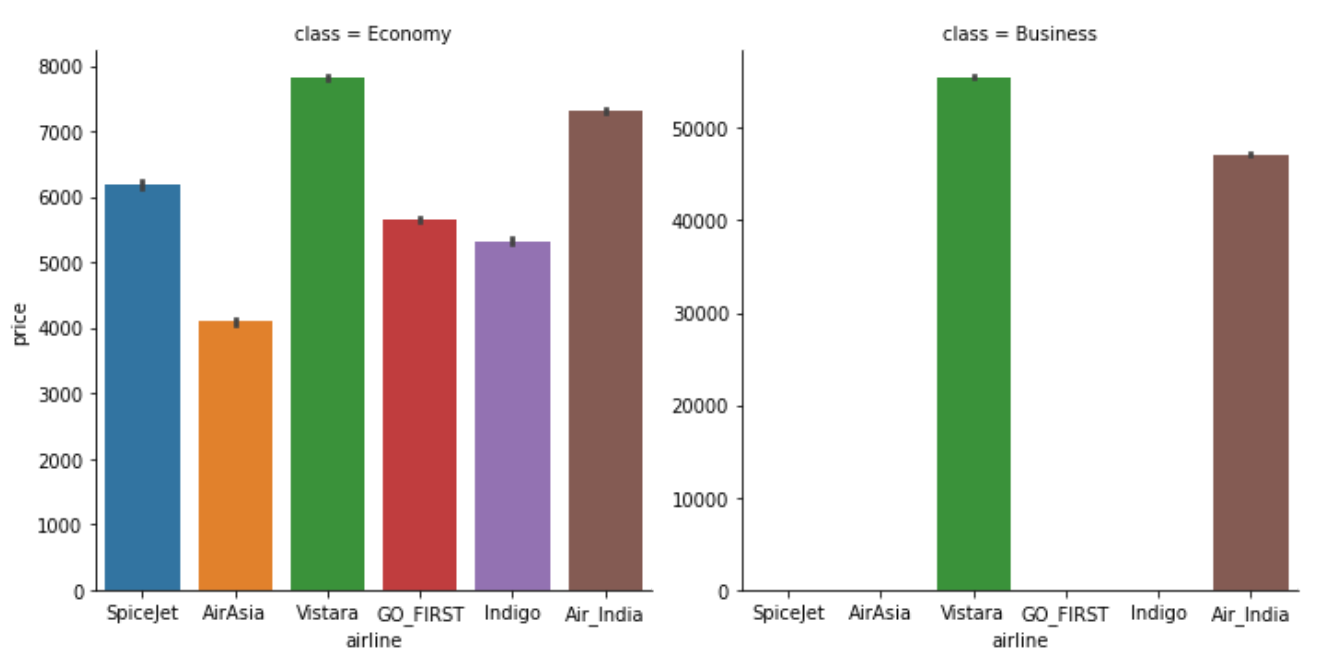 class = Economy
price
8000
7000
6000
5000
4000
3000
2000
1000
0
SpiceJet AirAsia Vistara GO_FIRST Indigo Air_India
airline
class = Business
50000
40000
30000
20000
10000
0
SpiceJet AirAsia Vistara GO_FIRST Indigo Air_India
airline